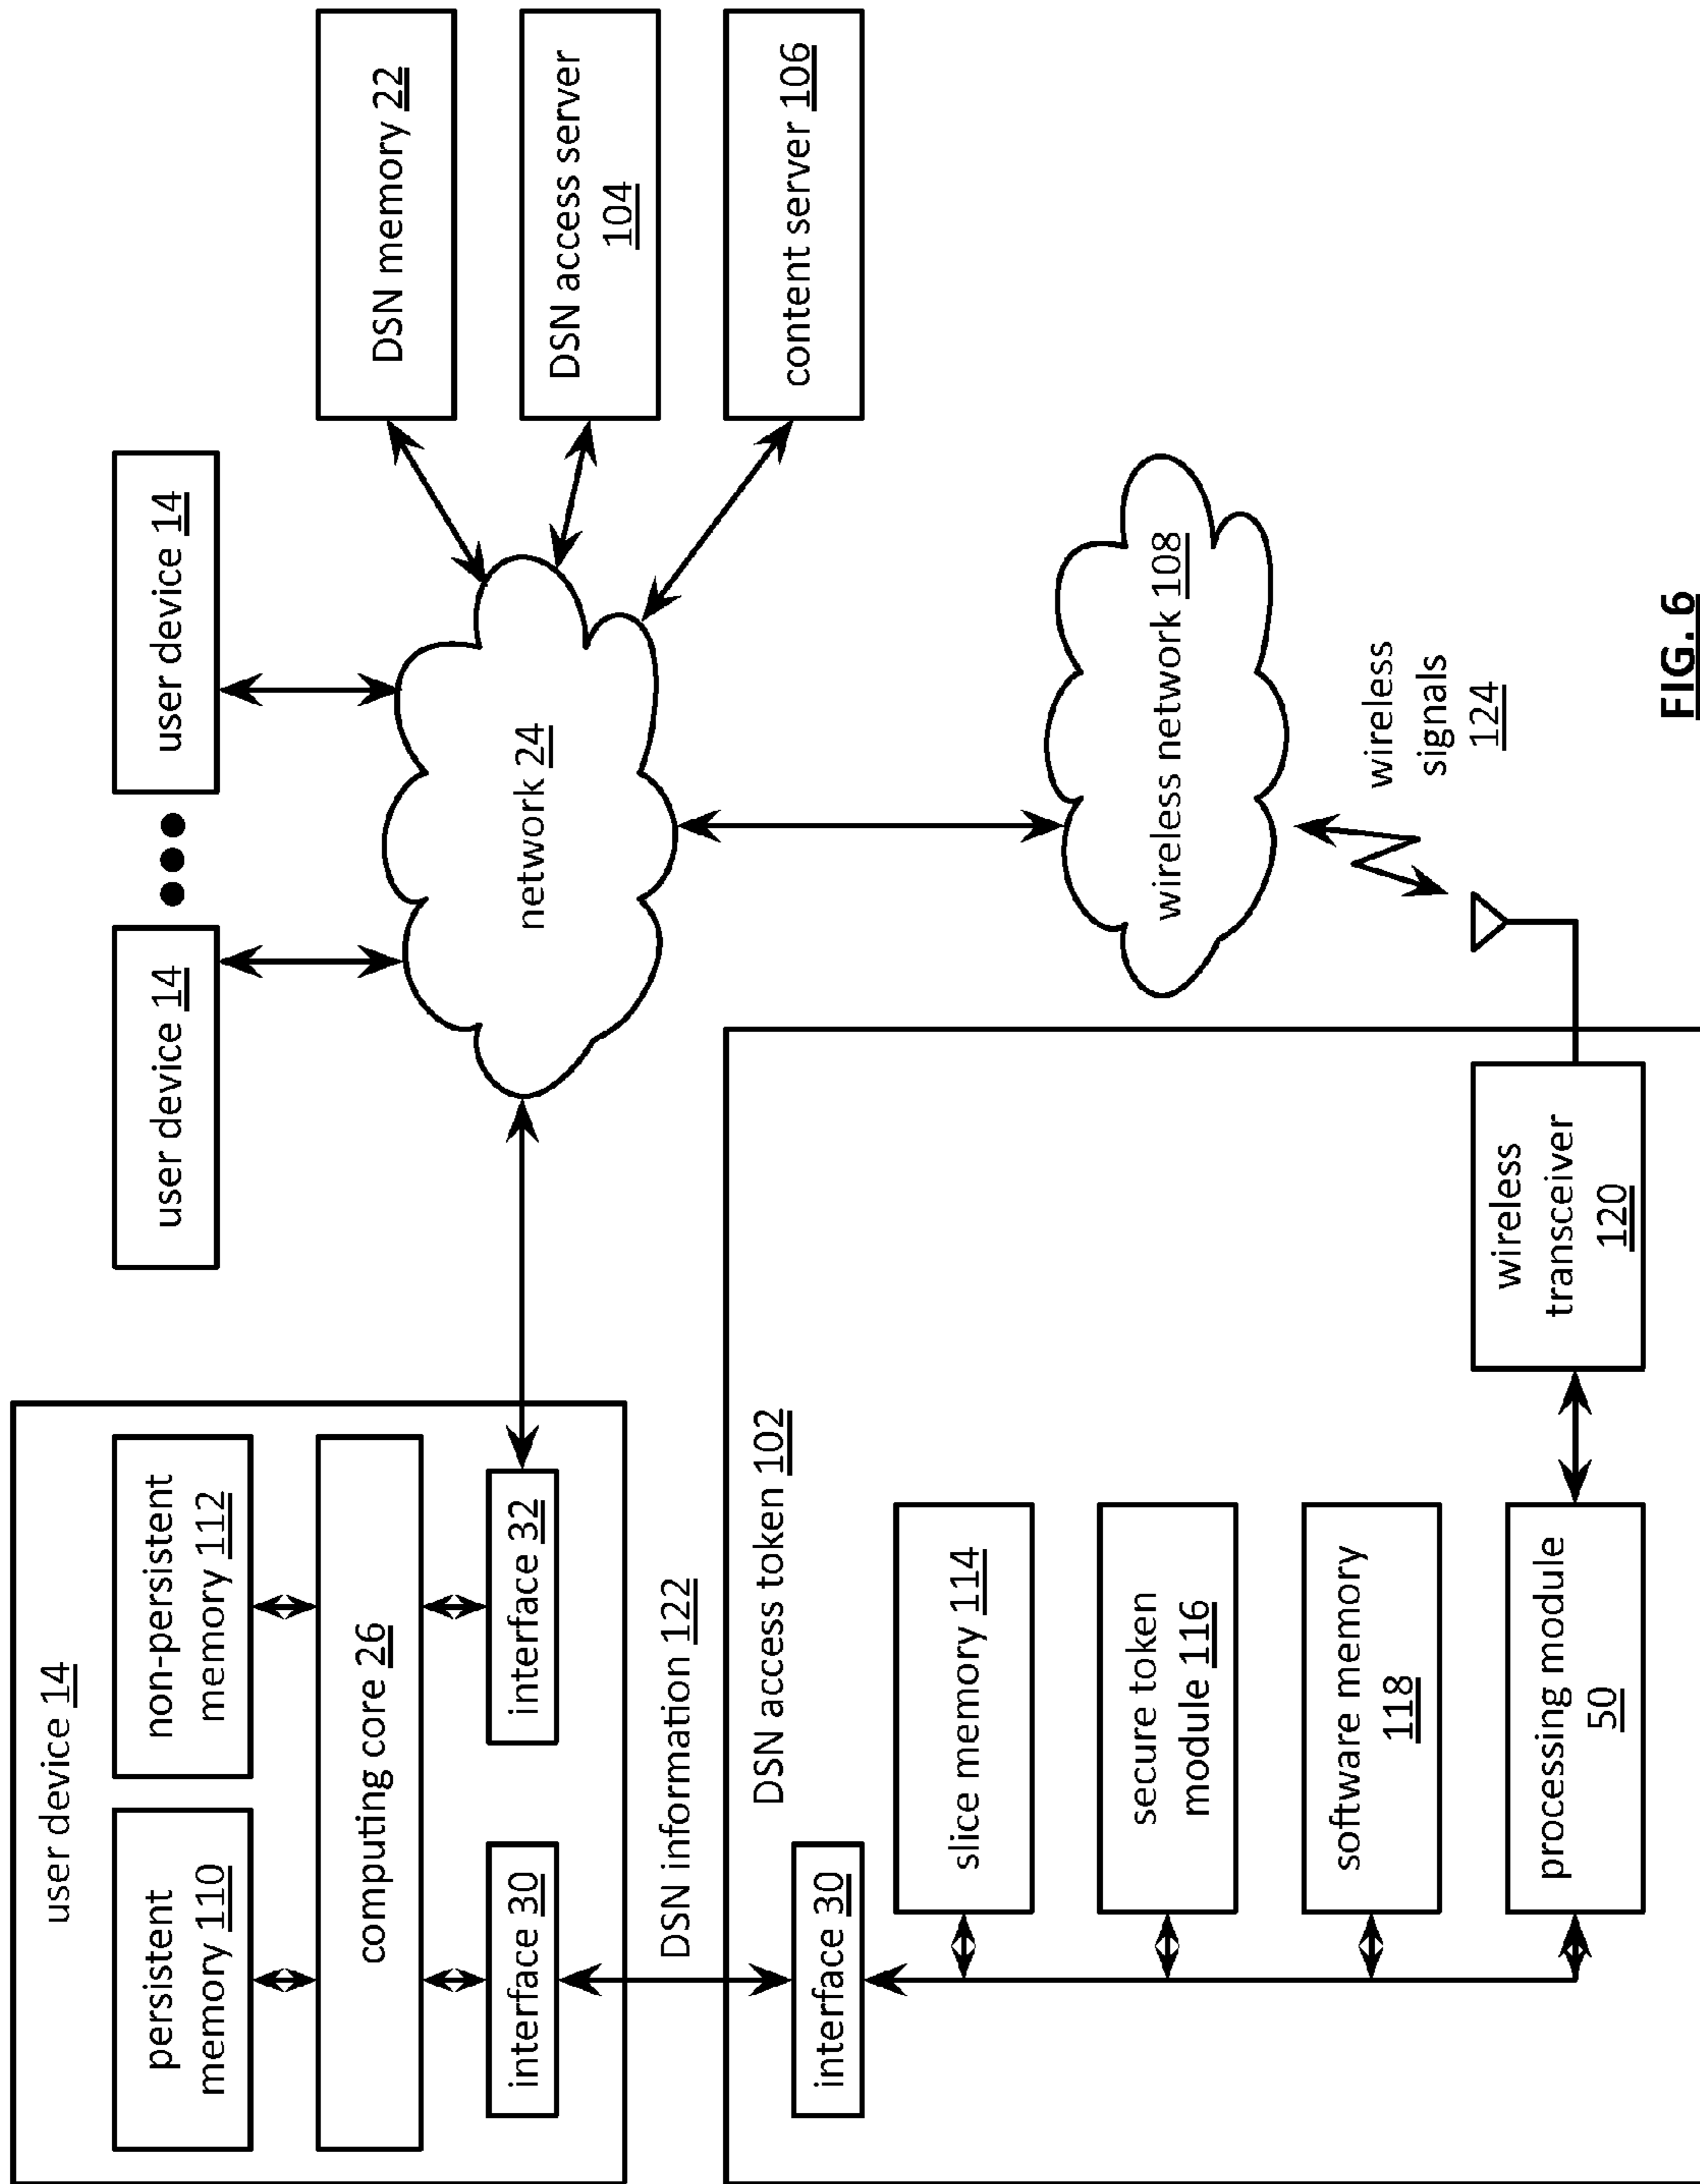 user device 14
persistent
memory 110
non-persistent
memory 112
computing core 26
interface 30
interface 32
user device 14
user device 14
network 24
DSN memory 22
DSN access server
104
content server 106
DSN information 122
DSN access token 102
interface 30
slice memory 114
secure token
module 116
software memory
118
processing module
50
wireless
transceiver
120
wireless network 108
wireless
signals
124
FIG. 6